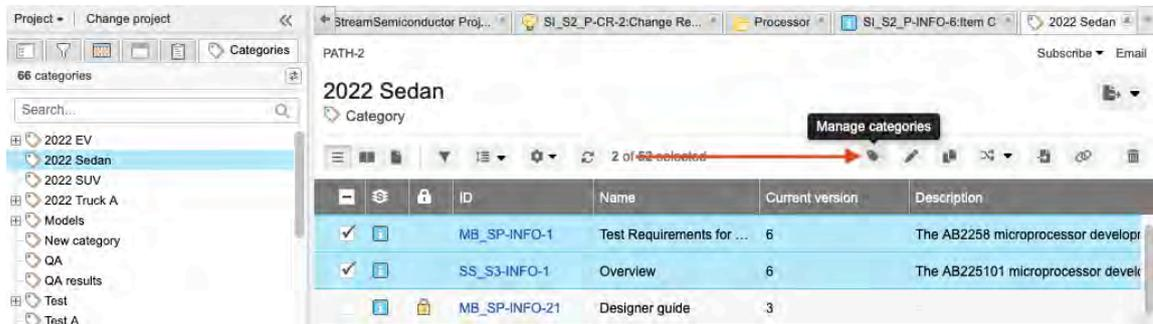 Project Change project
StreamSemiconductor Proj... SI_S2_P-CR-2:Change Re... Processor SI_S2_P-INFO-6:Item C 2022 Sedan
Categories
66 categories
Search...
2022 EV
2022 Sedan
2022 SUV
2022 Truck A
Models
New category
QA
QA results
Test
Test A
PATH-2 Subscribe Email
2022 Sedan
Category
Manage categories
2 of 52 selected
ID Name Current version Description
MB_SP-INFO-1 Test Requirements for ... 6 The AB2258 microprocessor develop
SS_S3-INFO-1 Overview 6 The AB225101 microprocessor devel
MB_SP-INFO-21 Designer guide 3